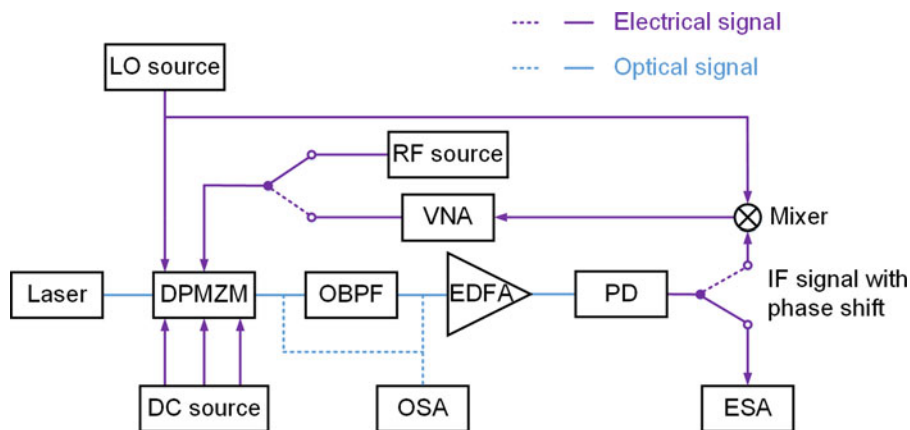 Electrical signal
Optical signal
LO source
RF source
VNA
Mixer
Laser
DPMZM
OBPF
EDFA
PD
IF signal with
phase shift
DC source
OSA
ESA